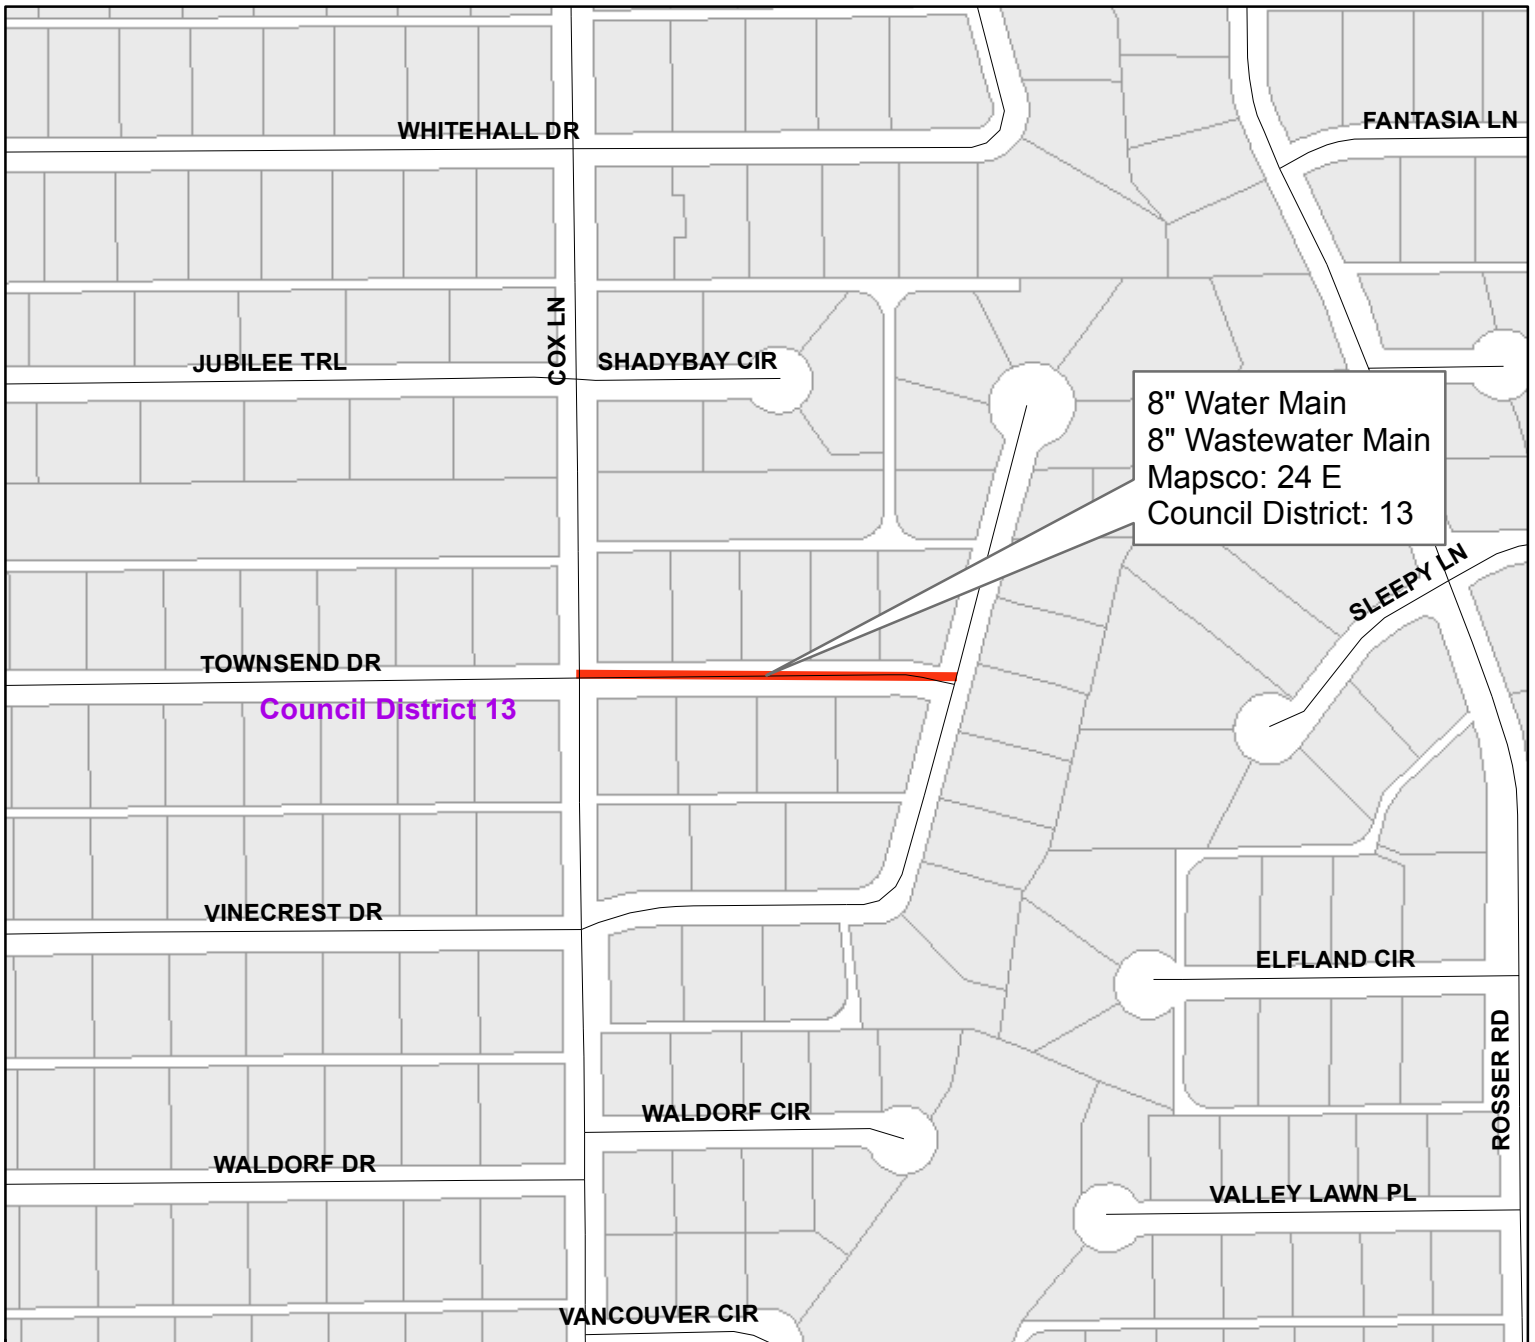 WHITEHALL DR
FANTASIA LN
COX LN
JUBILEE TRL
SHADYBAY CIR
8" Water Main
8" Wastewater Main
Mapsco: 24 E
Council District: 13
SLEEPY LN
TOWNSEND DR
Council District 13
VINECREST DR
ELFLAND CIR
ROSSER RD
WALDORF CIR
WALDORF DR
VALLEY LAWN PL
VANCOUVER CIR